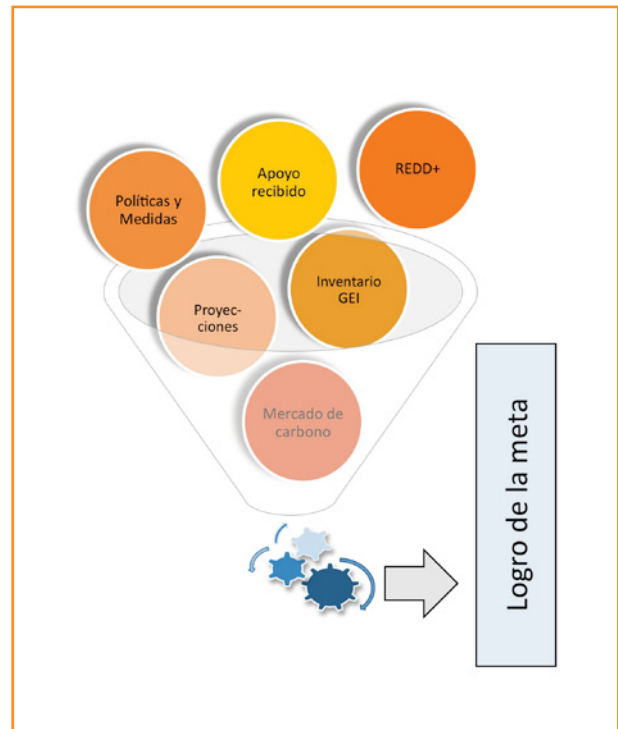 Políticas y
Medidas
Apoyo
recibido
REDD+
Proyec-
ciones
Inventario
GEI
Mercado de
carbono
Logro de la meta